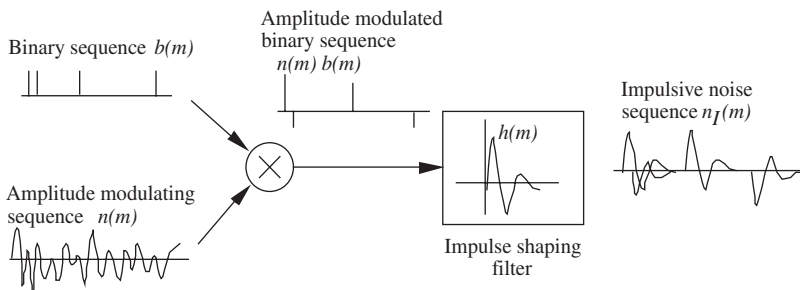 Binary sequence b(m)
Amplitude modulated
binary sequence
n(m) b(m)
Amplitude modulating
sequence n(m)
h(m)
Impulse shaping
filter
Impulsive noise
sequence n_I(m)